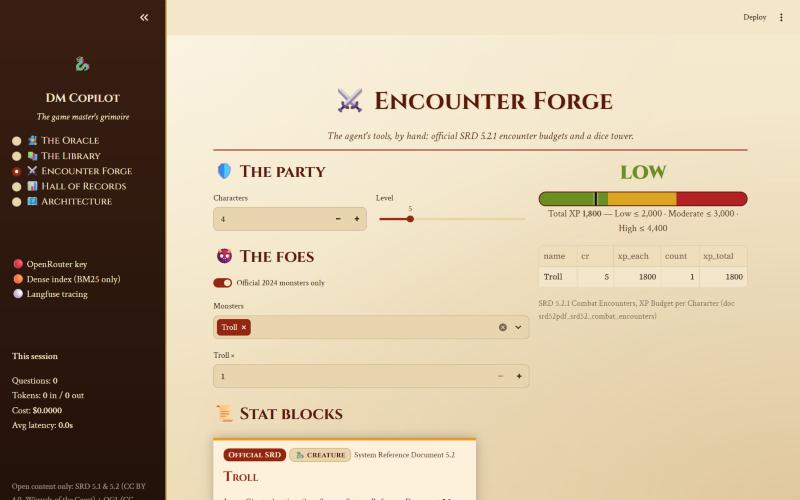 Deploy
DM Copilot
The game master's grimoire
The Oracle
The Library
Encounter Forge
Hall of Records
Architecture
OpenRouter key
Dense index (BM25 only)
Langfuse tracing
This session
Questions: 0
Tokens: 0 in / 0 out
Cost: $0.0000
Avg latency: 0.0s
Open content only: SRD 5.1 & 5.2 (CC BY
Encounter Forge
The agent's tools, by hand: official SRD 5.2.1 encounter budgets and a dice tower.
The party
Characters
4
Level
5
The foes
Official 2024 monsters only
Monsters
Troll ×
Troll ×
1
Stat blocks
Official SRD
Creature
System Reference Document 5.2
Troll
LOW
Total XP 1,800 — Low ≤ 2,000 · Moderate ≤ 3,000 ·
High ≤ 4,400
name cr xp_each count xp_total
Troll 5 1800 1 1800
SRD 5.2.1 Combat Encounters, XP Budget per Character (doc
srd52pdf_srd52_combat_encounters)